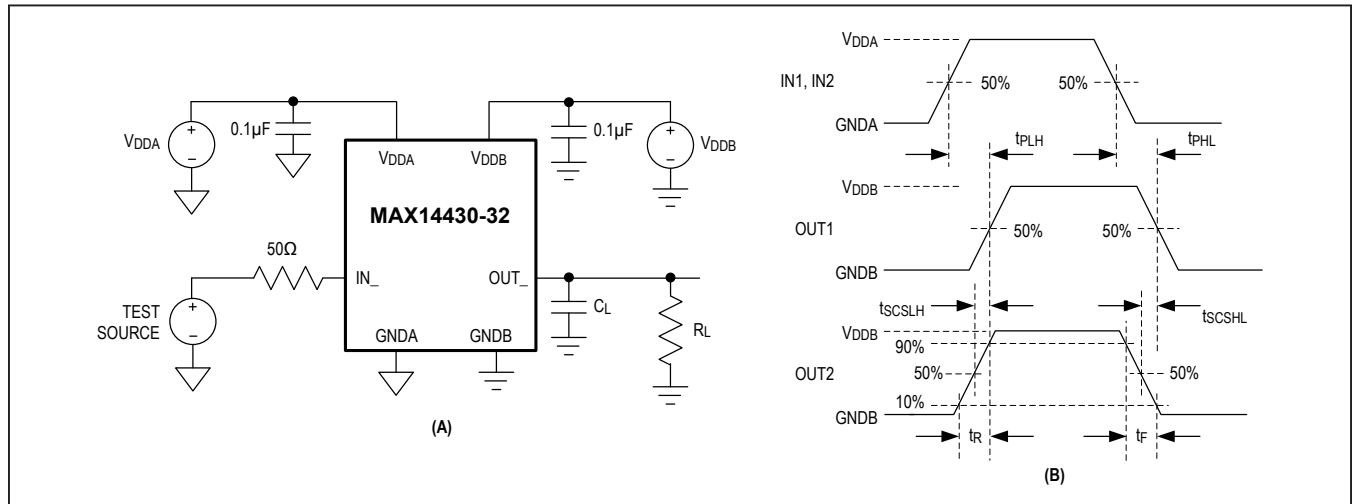 VDDA
0.1µF
0.1µF
VDDB
VDDA
VDDB
MAX14430-32
50Ω
IN_
OUT_
TEST
SOURCE
CL
RL
GNDA
GNDB
(A)
VDDA
IN1, IN2
50%
50%
GNDA
tPLH
tPHL
VDDB
OUT1
50%
50%
GNDB
tSCSLH
tSCSHL
VDDB
90%
OUT2
50%
50%
10%
GNDB
tR
tF
(B)